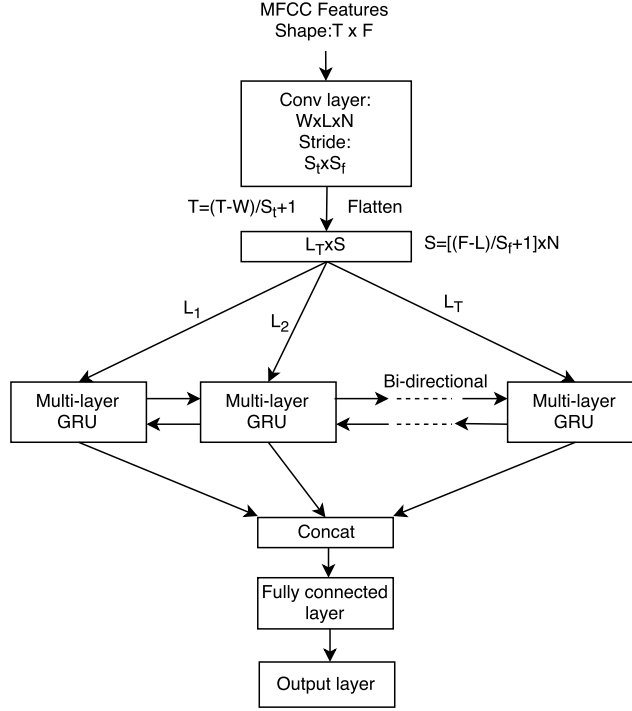 MFCC Features
Shape:T x F
Conv layer:
WxLxN
Stride:
StxSf
T=(T-W)/St+1
Flatten
LTxS
S=[(F-L)/Sf+1]xN
L1
L2
LT
Bi-directional
Multi-layer
GRU
Multi-layer
GRU
Multi-layer
GRU
Concat
Fully connected
layer
Output layer